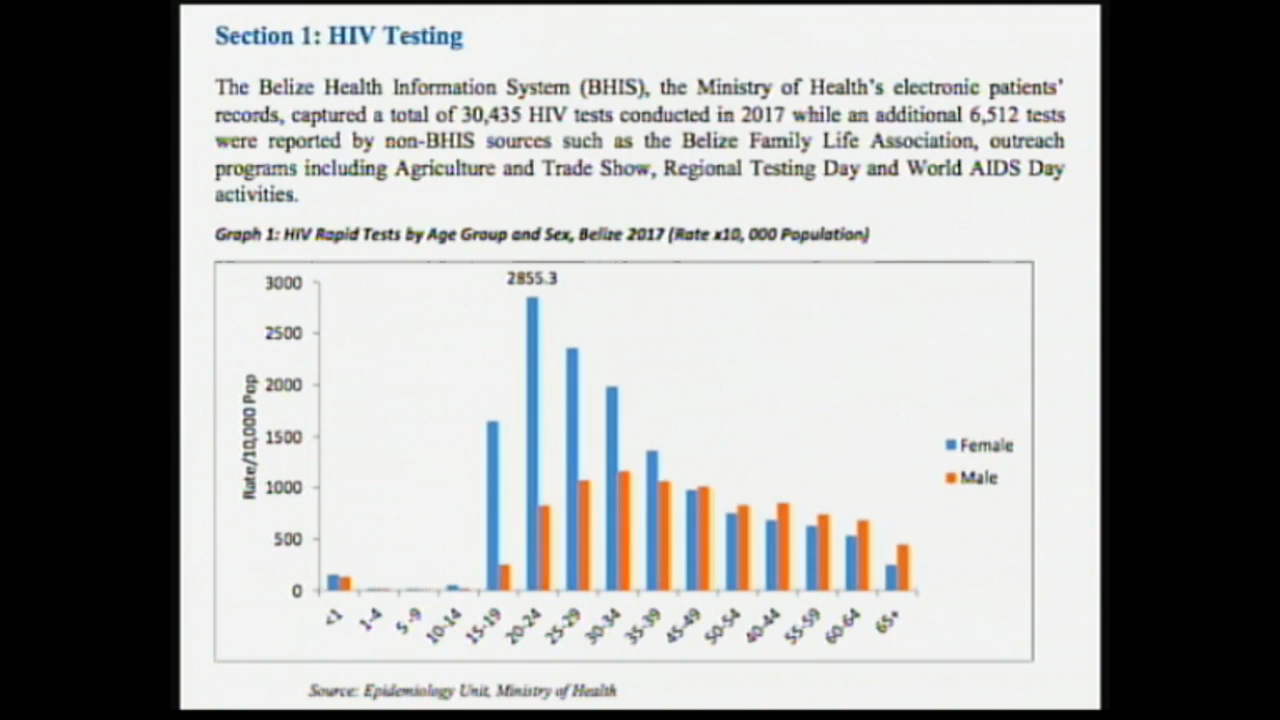 Section 1: HIV Testing
The Belize Health Information System (BHIS), the Ministry of Health's electronic patients'
records, captured a total of 30,435 HIV tests conducted in 2017 while an additional 6,512 tests
were reported by non-BHIS sources such as the Belize Family Life Association, outreach
programs including Agriculture and Trade Show, Regional Testing Day and World AIDS Day
activities.
Graph 1: HIV Rapid Tests by Age Group and Sex, Belize 2017 (Rate x10, 000 Population)
2855.3
3000
2500
2000
1500
1000
500
0
Rate/10,000 Pop
Female
Male
<1
1-4
5-9
10-14
15-19
20-24
25-29
30-34
35-39
45-49
50-54
40-44
55-59
60-64
65+
Source: Epidemiology Unit, Ministry of Health